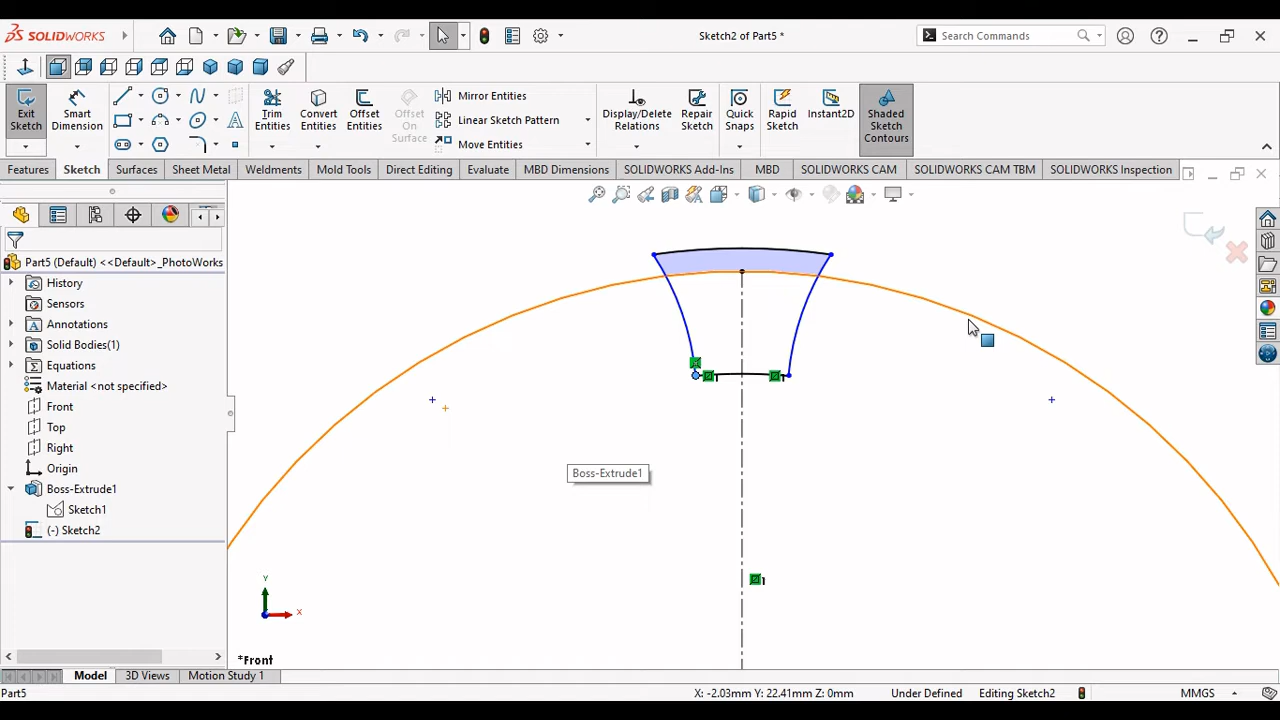 SOLIDWORKS
Sketch2 of Part5 *
Search Commands
Exit Sketch
Smart Dimension
Trim Entities
Convert Entities
Offset Entities
Offset On Surface
Mirror Entities
Linear Sketch Pattern
Move Entities
Display/Delete Relations
Repair Sketch
Quick Snaps
Rapid Sketch
Instant2D
Shaded Sketch Contours
Features
Sketch
Surfaces
Sheet Metal
Weldments
Mold Tools
Direct Editing
Evaluate
MBD Dimensions
SOLIDWORKS Add-Ins
MBD
SOLIDWORKS CAM
SOLIDWORKS CAM TBM
SOLIDWORKS Inspection
Part5 (Default) <<Default>_PhotoWorks
History
Sensors
Annotations
Solid Bodies(1)
Equations
Material <not specified>
Front
Top
Right
Origin
Boss-Extrude1
Sketch1
(-) Sketch2
1
1
Boss-Extrude1
1
Y
X
*Front
Model
3D Views
Motion Study 1
Part5
X: -2.03mm Y: 22.41mm Z: 0mm
Under Defined
Editing Sketch2
MMGS